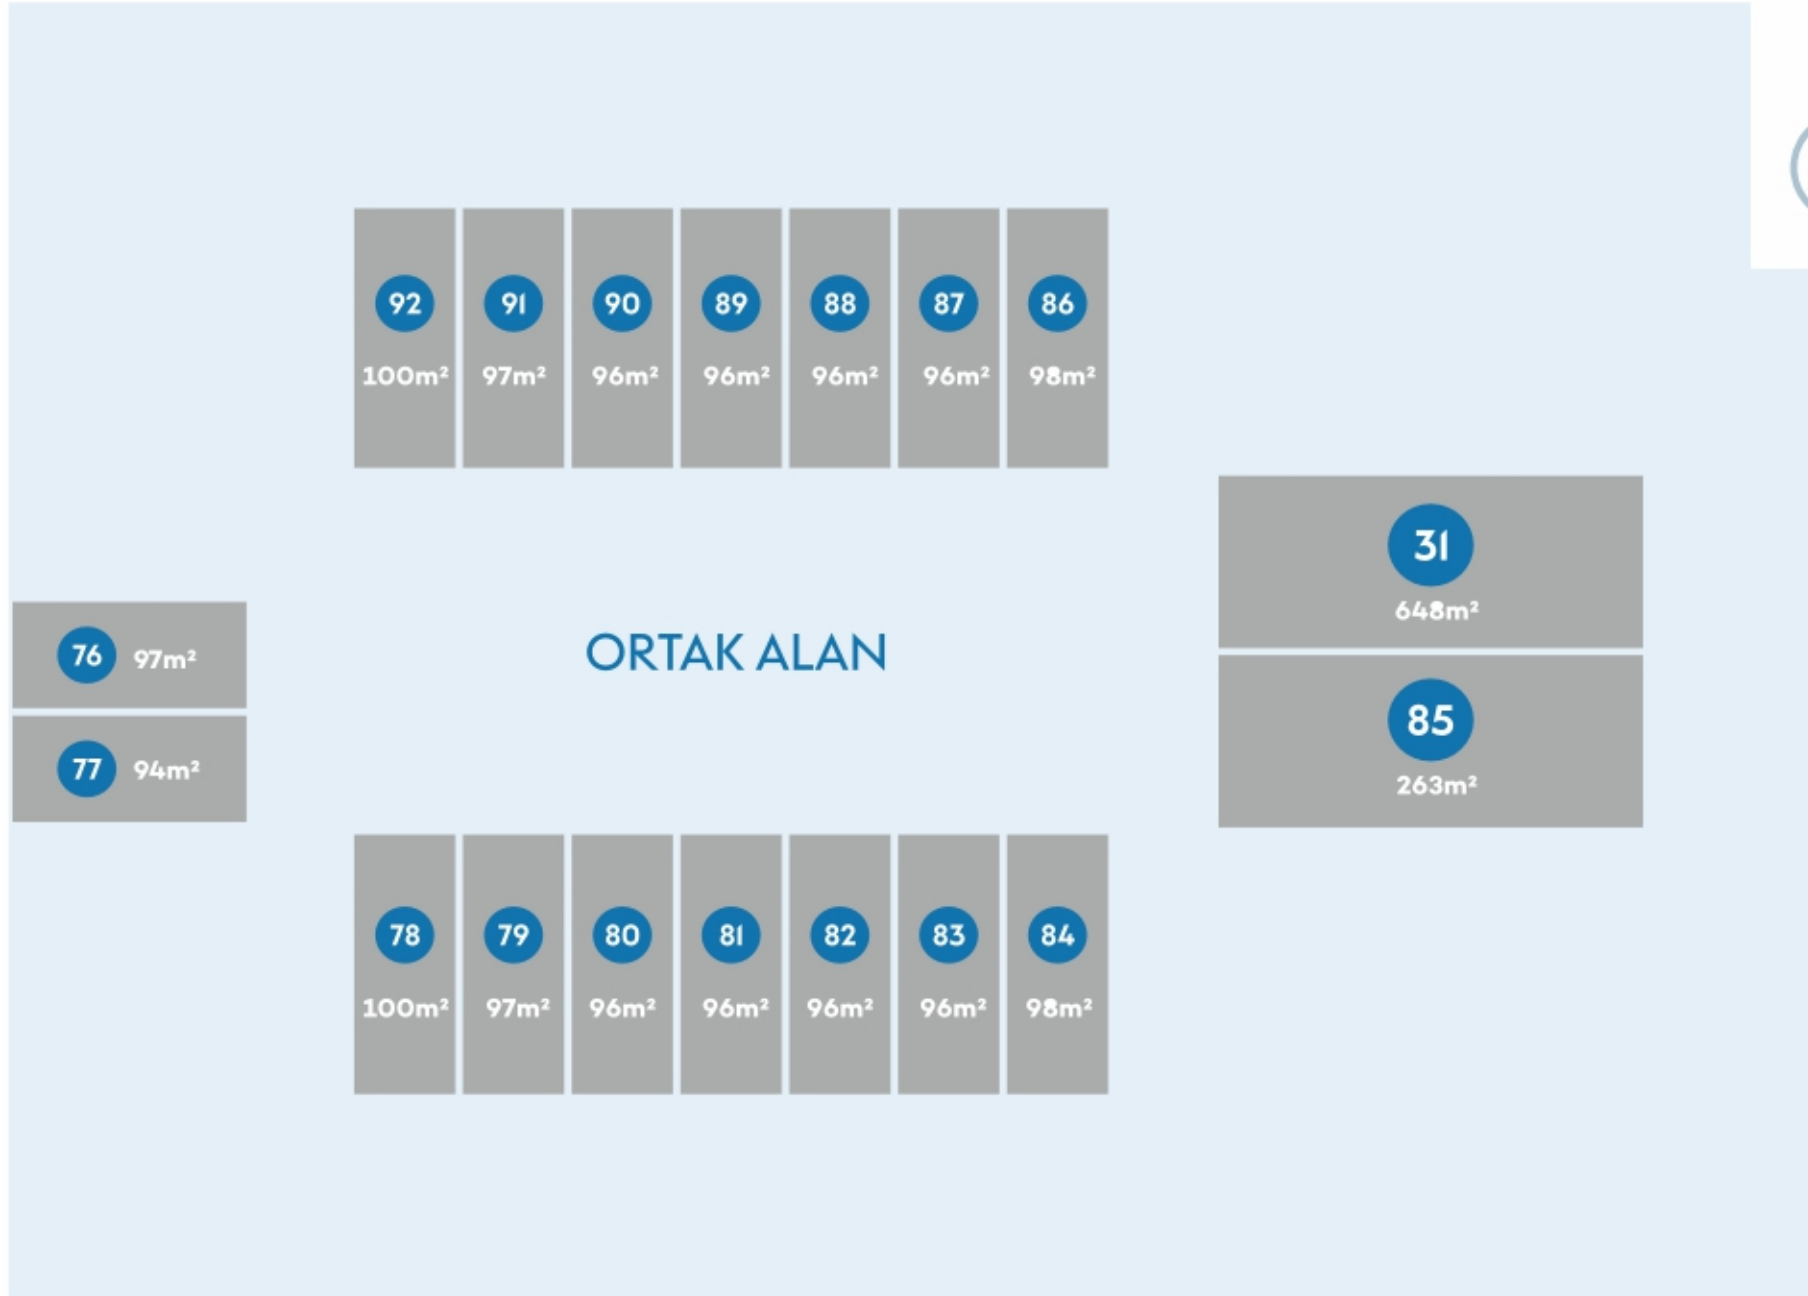 92 91 90 89 88 87 86
100m² 97m² 96m² 96m² 96m² 96m² 98m²
31
648m²
76 97m²
ORTAK ALAN
85
263m²
77 94m²
78 79 80 81 82 83 84
100m² 97m² 96m² 96m² 96m² 96m² 98m²